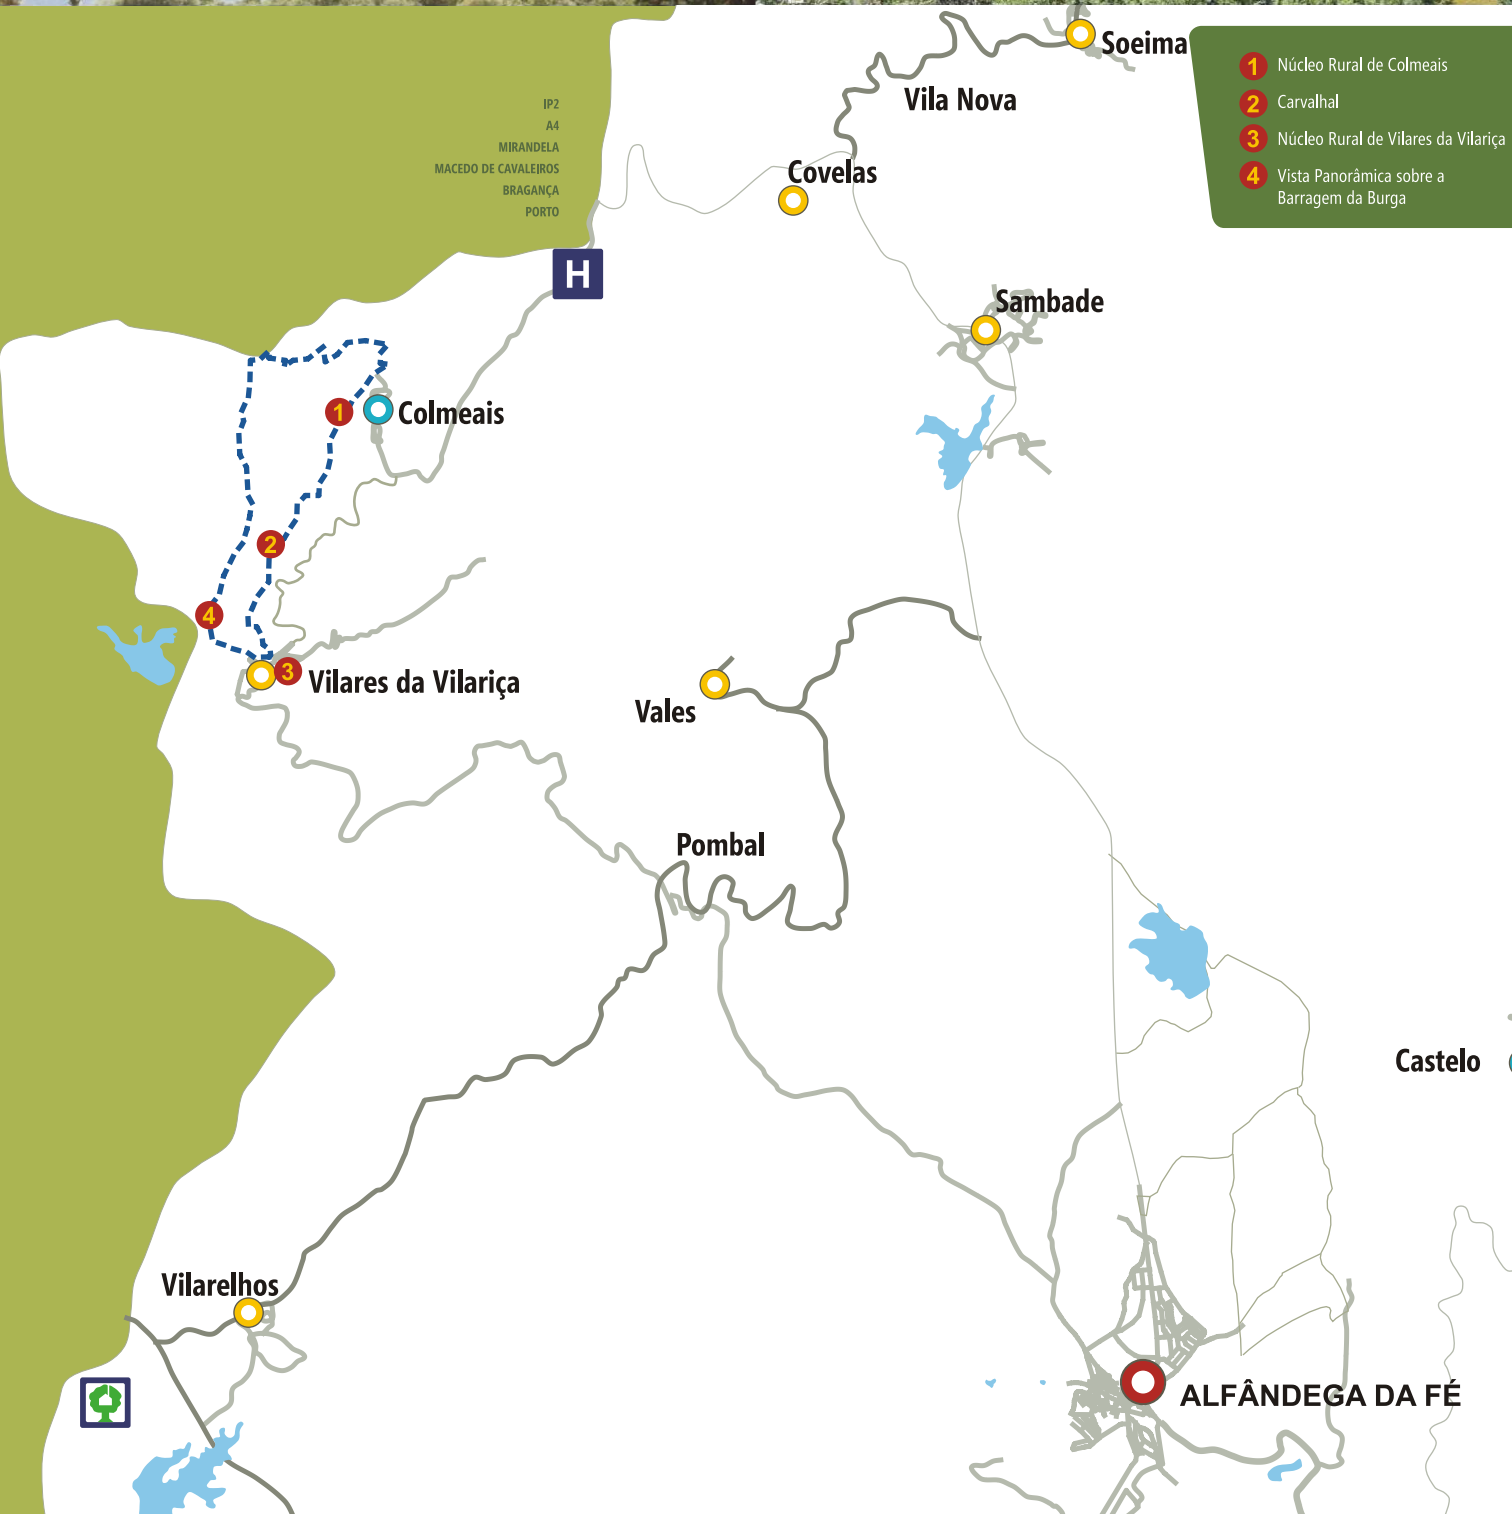 Soeima
1 Núcleo Rural de Colmeais
2 Carvalhal
3 Núcleo Rural de Vilares da Vilariça
4 Vista Panorâmica sobre a
Barragem da Burga
IP2
A4
MIRANDELA
MACEDO DE CAVALEIROS
BRAGANÇA
PORTO
Vila Nova
Covelas
H
Sambade
1
Colmeais
2
4
3
Vilares da Vilariça
Vales
Pombal
Castelo
Vilarelhos
ALFÂNDEGA DA FÉ